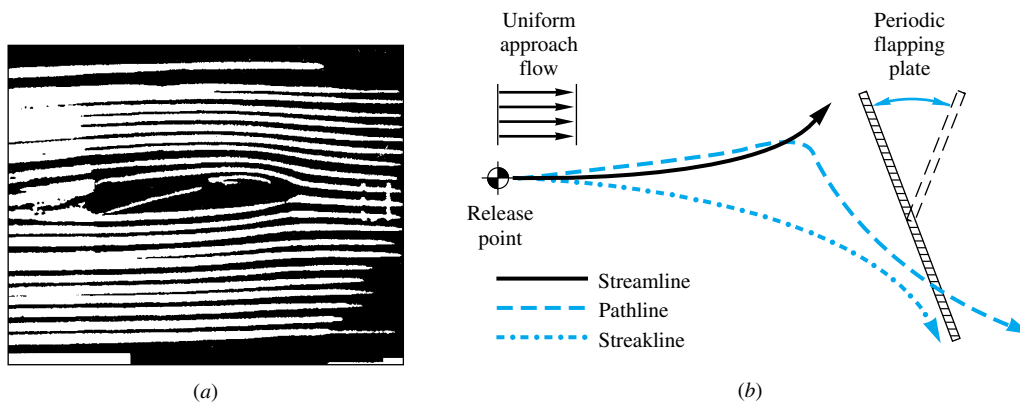 Uniform
approach
flow
Periodic
flapping
plate
Release
point
Streamline
Pathline
Streakline
(a)
(b)